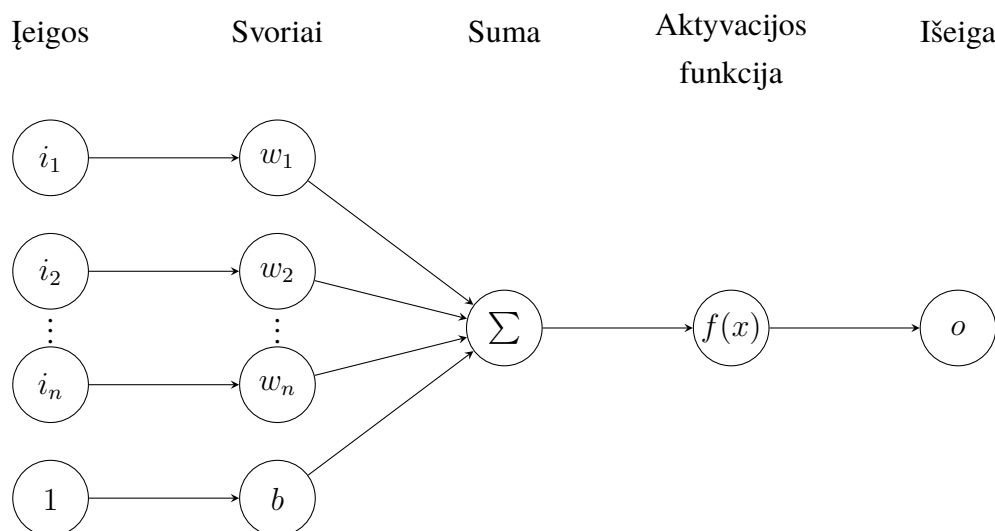 Įeigos Svoriai Suma Aktyvacijos funkcija Išeiga
i₁ w₁
i₂ w₂
⋮ ⋮ ∑ f(x) o
iₙ wₙ
1 b